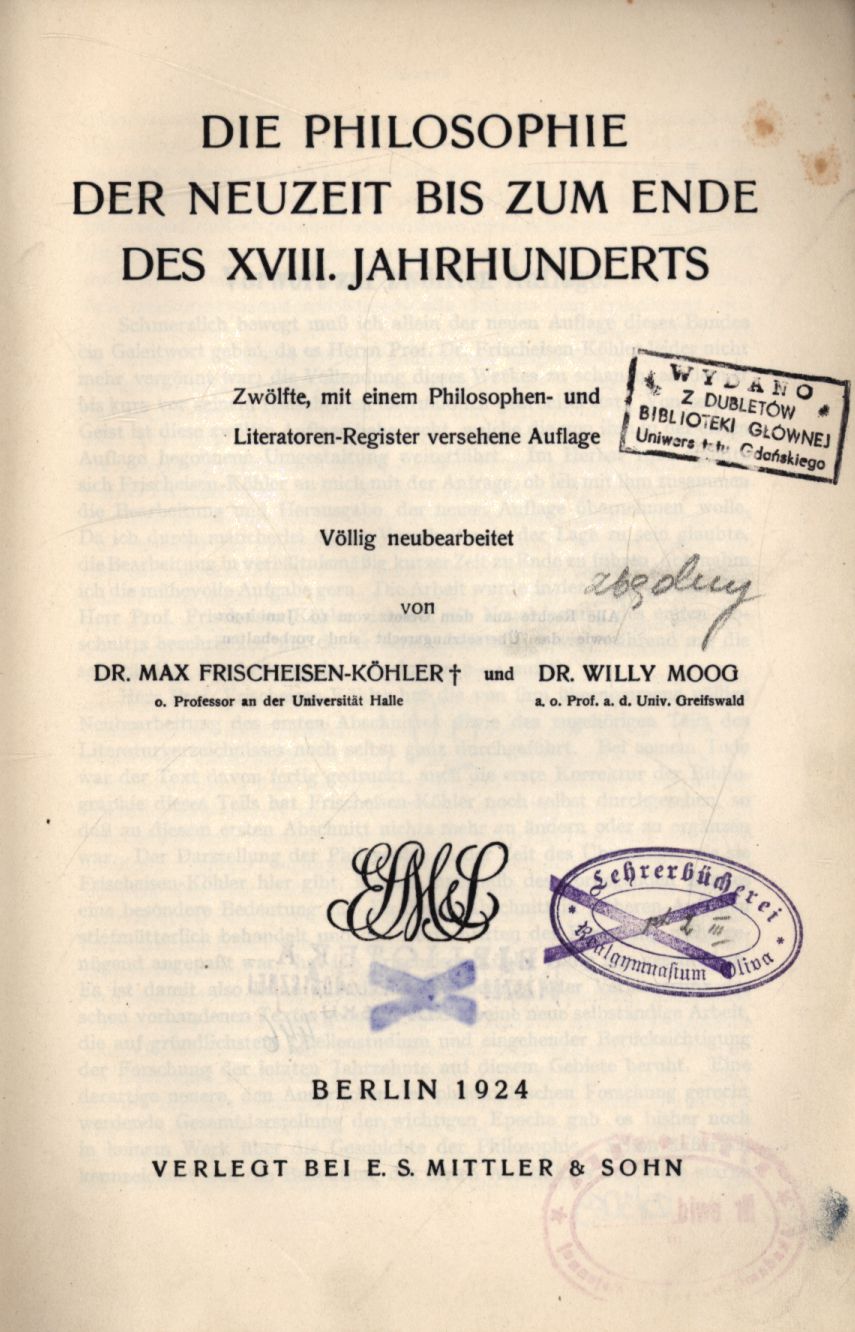 DIE PHILOSOPHIE
DER NEUZEIT BIS ZUM ENDE
DES XVIII. JAHRHUNDERTS
Zwölfte, mit einem Philosophen- und
Literatoren-Register versehene Auflage
WYDANO
Z DUBLETÓW
BIBLIOTEKI GŁÓWNEJ
Uniwersytetu Gdańskiego
Völlig neubearbeitet
von
DR. MAX FRISCHEISEN-KÖHLER † und DR. WILLY MOOG
o. Professor an der Universität Halle a. o. Prof. a. d. Univ. Greifswald
Lehrerbücherei
Realgymnasium Oliva
BERLIN 1924
VERLEGT BEI E. S. MITTLER & SOHN